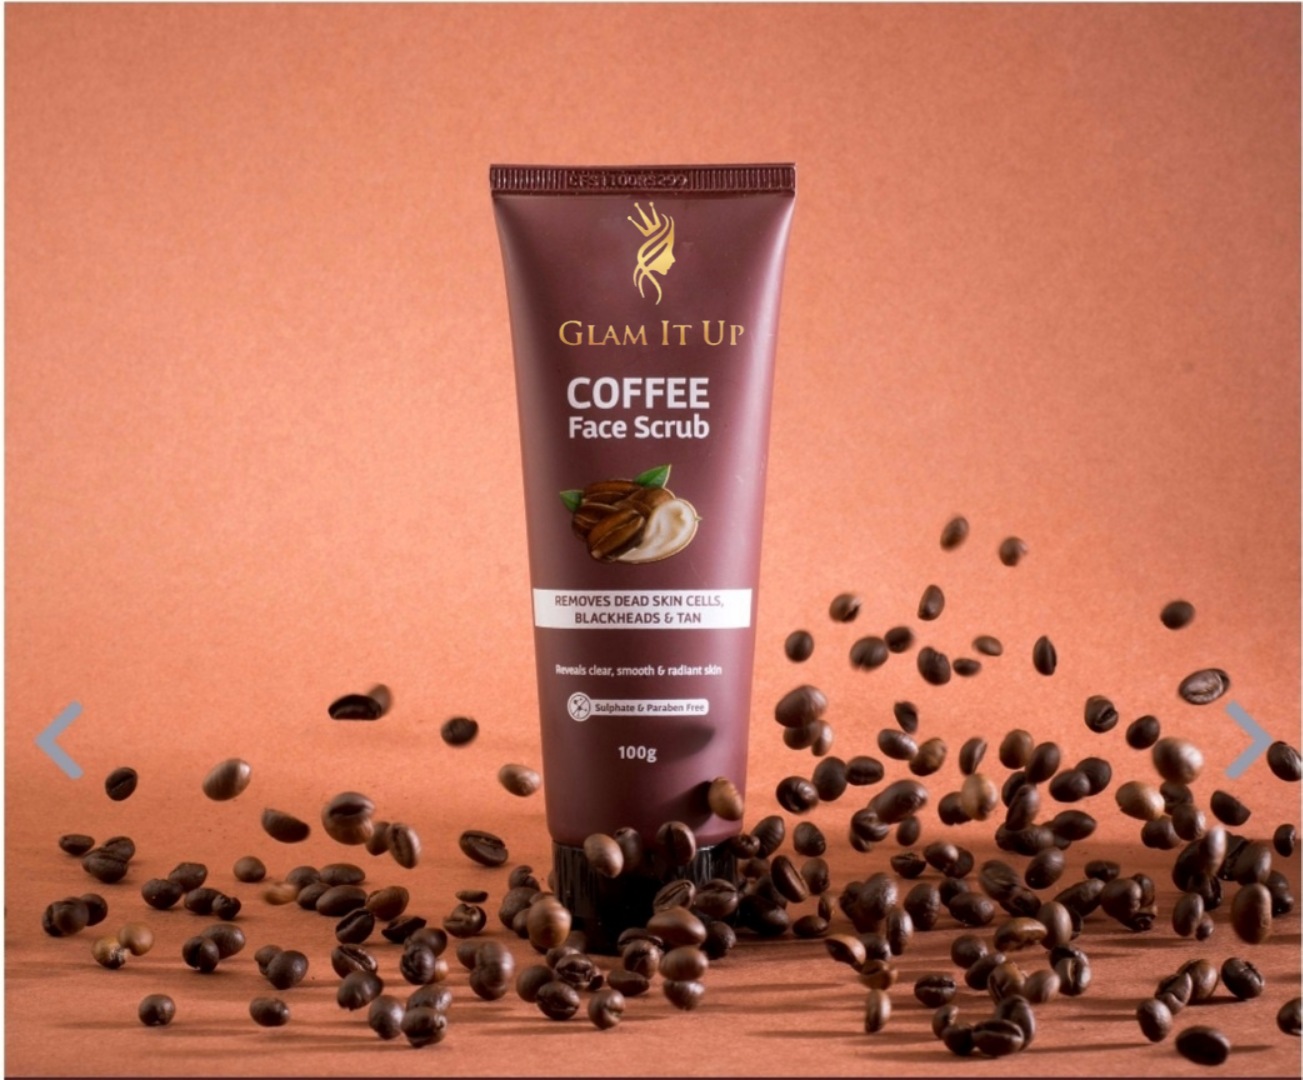 GLAM IT UP
COFFEE
Face Scrub
REMOVES DEAD SKIN CELLS,
BLACKHEADS & TAN
Reveals clear, smooth & radiant skin
Sulphate & Paraben Free
100g